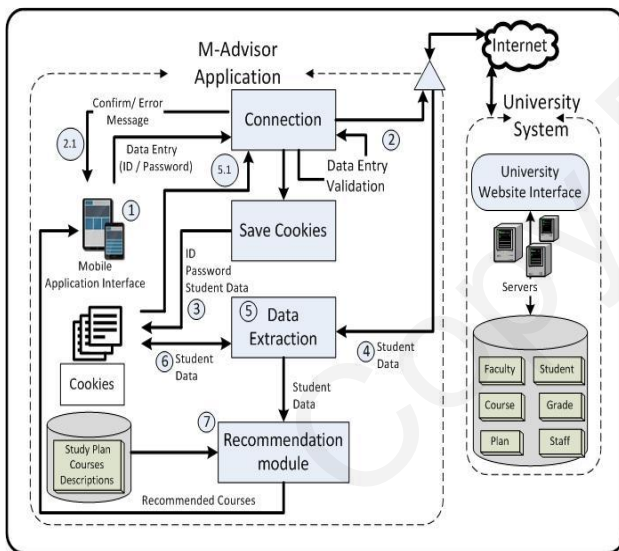 M-Advisor
Application
Internet
University
System
Confirm/ Error
Message
Connection
2
2.1
Data Entry
(ID / Password)
5.1
Data Entry
Validation
University
Website Interface
1
Save Cookies
Mobile
Application Interface
ID
Password
Student Data
3
Servers
5
Data
Extraction
4
Student
Data
6
Student
Data
Cookies
Faculty
Student
Course
Grade
Plan
Staff
Student
Data
7
Recommendation
module
Study Plan
Courses
Descriptions
Recommended Courses